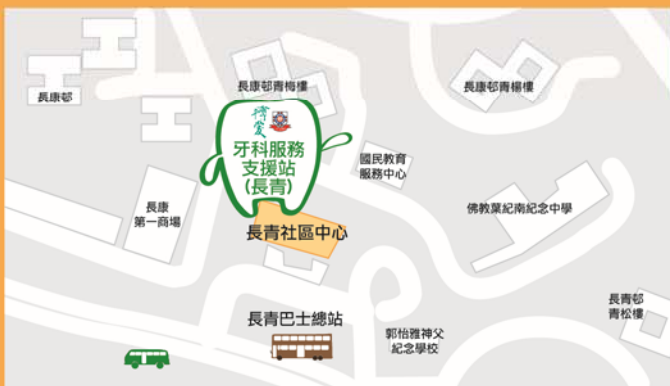 長康邨
長康邨青梅樓
長康邨青楊樓
博愛
牙科服務
支援站
(長青)
國民教育
服務中心
長康
第一商場
佛教葉紀南紀念中學
長青社區中心
長青巴士總站
郭怡雅神父
紀念學校
長青邨
青松樓